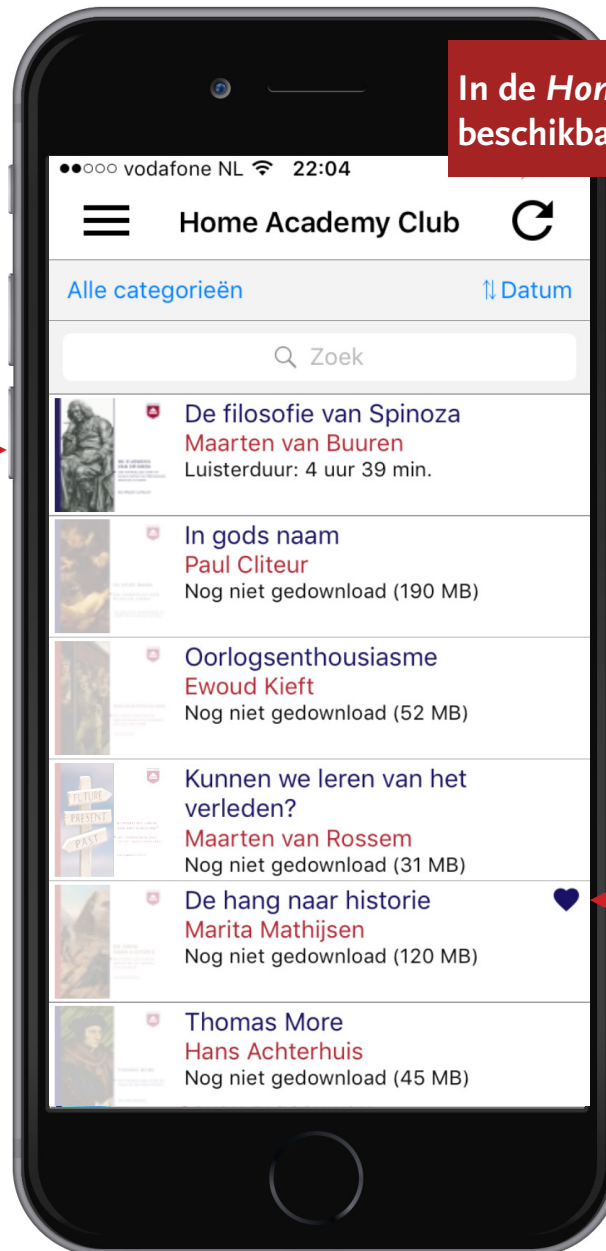 In de
beschikba
●●○○○ vodafone NL 22:04
Home Academy Club
Alle categorieën
⇅ Datum
Zoek
De filosofie van Spinoza
Maarten van Buuren
Luisterduur: 4 uur 39 min.
In gods naam
Paul Cliteur
Nog niet gedownload (190 MB)
Oorlogsenthousiasme
Ewoud Kieft
Nog niet gedownload (52 MB)
FUTURE
PRESENT
PAST
Kunnen we leren van het
verleden?
Maarten van Rossem
Nog niet gedownload (31 MB)
De hang naar historie
Marita Mathijsen
Nog niet gedownload (120 MB)
Thomas More
Hans Achterhuis
Nog niet gedownload (45 MB)